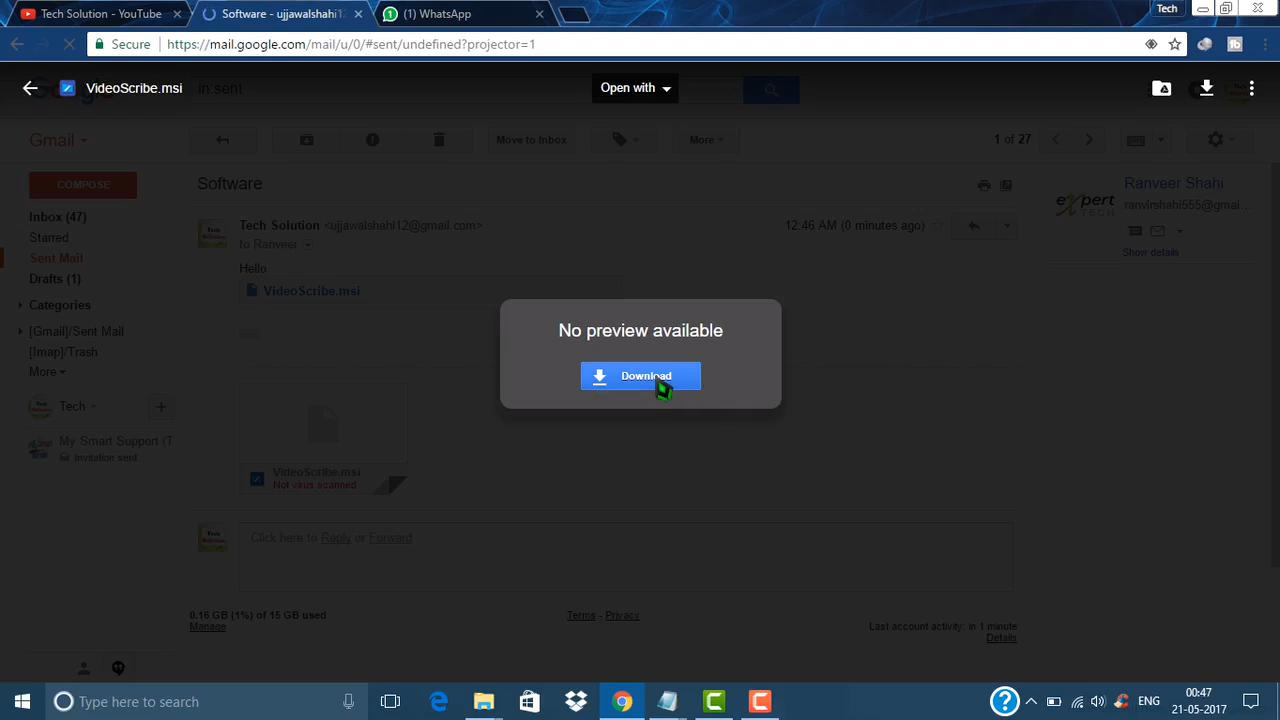 Tech Solution - YouTube
Software - ujjawalshahi12
(1) WhatsApp
Tech
Secure
https://mail.google.com/mail/u/0/#sent/undefined?projector=1
VideoScribe.msi
in:sent
Open with
Gmail
Move to Inbox
More
1 of 27
COMPOSE
Software
Ranveer Shahi
ranvirshahi555@gmai...
expert
TECH
Show details
Inbox (47)
Starred
Sent Mail
Drafts (1)
Categories
[Gmail]/Sent Mail
[Imap]/Trash
More
Tech Solution <ujjawalshahi12@gmail.com>
12:46 AM (0 minutes ago)
to Ranveer
Hello
VideoScribe.msi
No preview available
Download
Tech
My Smart Support (T
Invitation sent
VideoScribe.msi
Not virus scanned
Click here to Reply or Forward
0.16 GB (1%) of 15 GB used
Manage
Terms - Privacy
Last account activity: in 1 minute
Details
Type here to search
ENG
00:47
21-05-2017